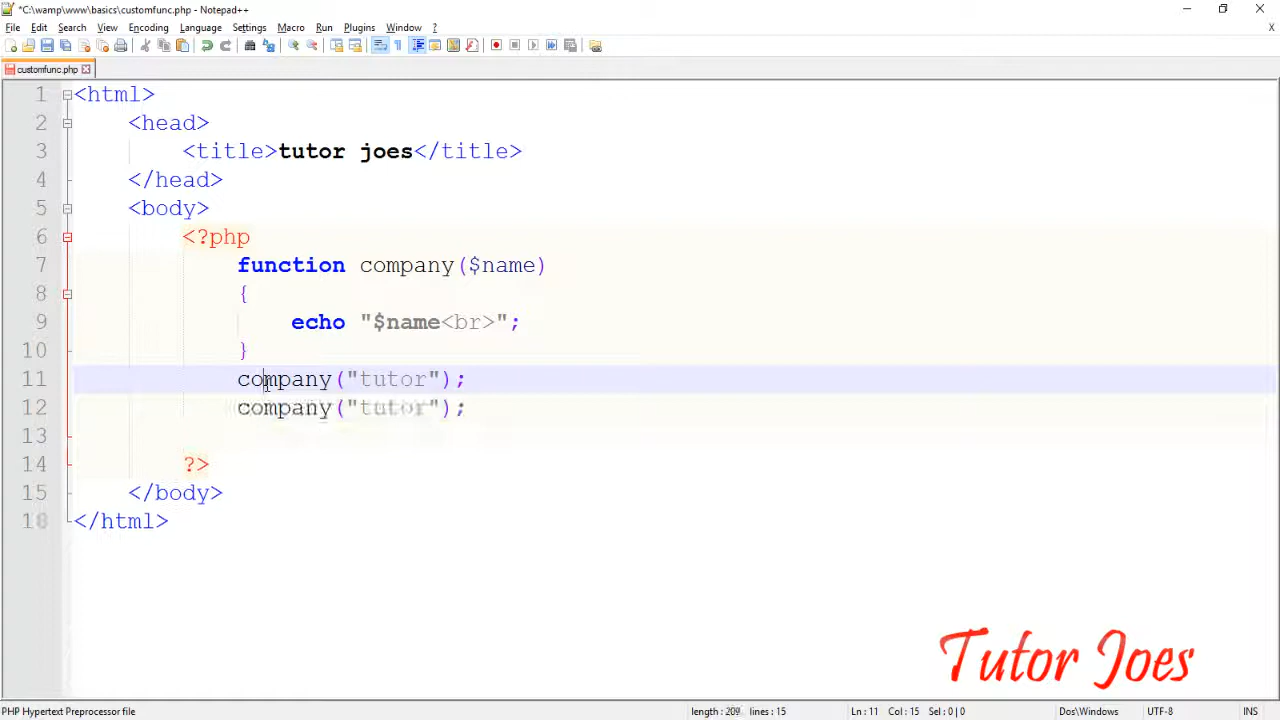 *C:\wamp\www\basics\customfunc.php - Notepad++
File Edit Search View Encoding Language Settings Macro Run Plugins Window ?
X
customfunc.php
1 <html>
2 <head>
3 <title>tutor joes</title>
4 </head>
5 <body>
6 <?php
7 function company($name)
8 {
9 echo "$name<br>";
10 }
11 company("tutor");
12 company("tutor");
13
14 ?>
15 </body>
</html>
Tutor Joes
PHP Hypertext Preprocessor file length : 209 lines : 15 Ln : 11 Col : 15 Sel : 0 | 0 Dos\Windows UTF-8 INS